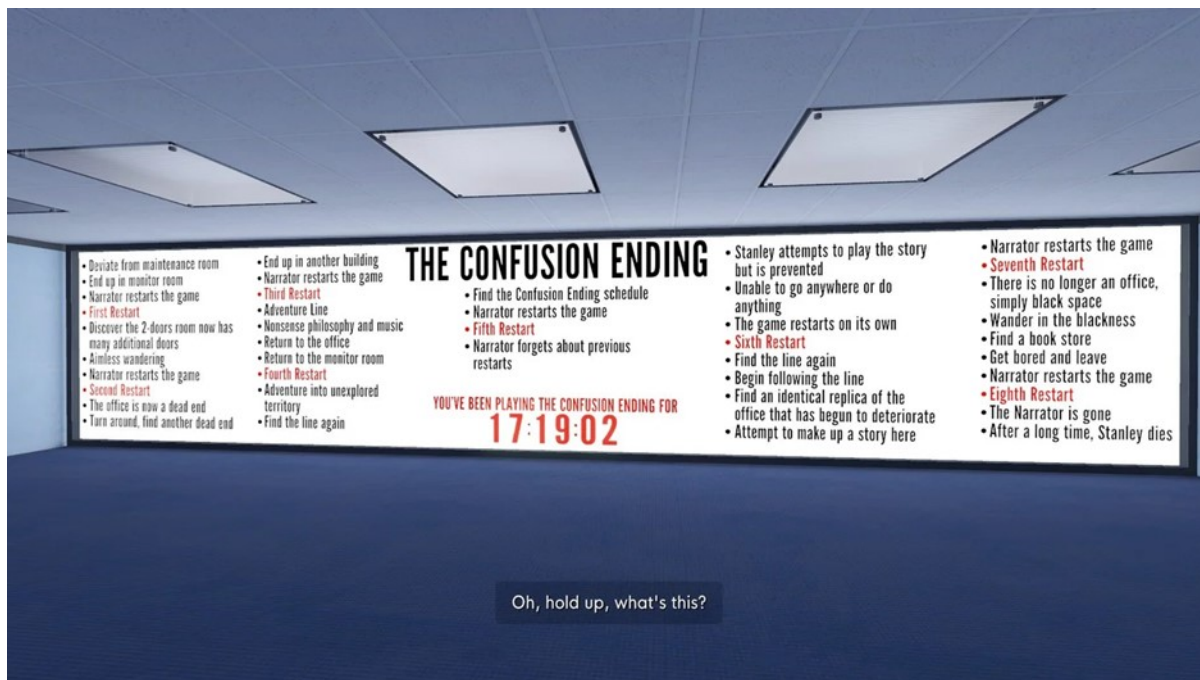 • Deviate from maintenance room
• End up in monitor room
• Narrator restarts the game
• First Restart
• Discover the 2-doors room now has
many additional doors
• Aimless wandering
• Narrator restarts the game
• Second Restart
• The office is now a dead end
• Turn around, find another dead end
• End up in another building
• Narrator restarts the game
• Third Restart
• Adventure Line
• Nonsense philosophy and music
• Return to the office
• Return to the monitor room
• Fourth Restart
• Adventure into unexplored
territory
• Find the line again
THE CONFUSION ENDING
• Find the Confusion Ending schedule
• Narrator restarts the game
• Fifth Restart
• Narrator forgets about previous
restarts
YOU'VE BEEN PLAYING THE CONFUSION ENDING FOR
17:19:02
• Stanley attempts to play the story
but is prevented
• Unable to go anywhere or do
anything
• The game restarts on its own
• Sixth Restart
• Find the line again
• Begin following the line
• Find an identical replica of the
office that has begun to deteriorate
• Attempt to make up a story here
• Narrator restarts the game
• Seventh Restart
• There is no longer an office,
simply black space
• Wander in the blackness
• Find a book store
• Get bored and leave
• Narrator restarts the game
• Eighth Restart
• The Narrator is gone
• After a long time, Stanley dies
Oh, hold up, what's this?